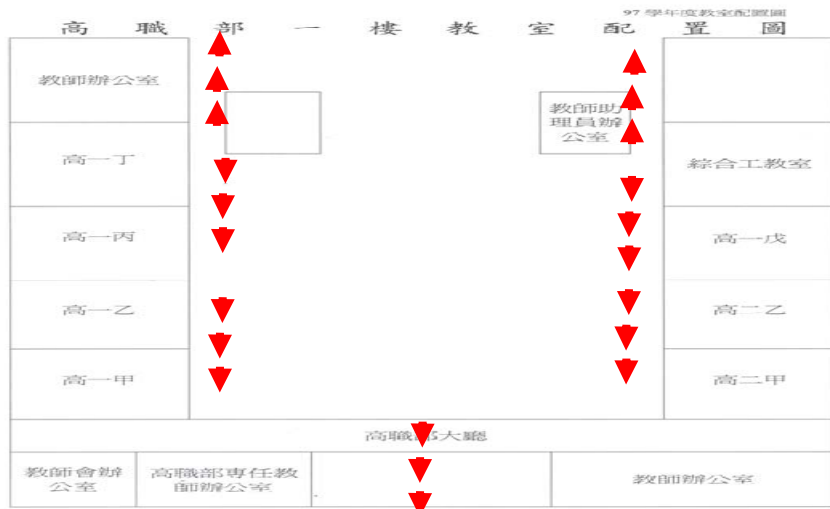 97 學年度教室配置圖
高職部一樓教室配置圖
教師辦公室
教師助
理員辦
公室
高一丁
綜合工教室
高一丙
高一戊
高一乙
高二乙
高一甲
高二甲
高職部大廳
教師會辦
公室
高職部專任教
師辦公室
教師辦公室